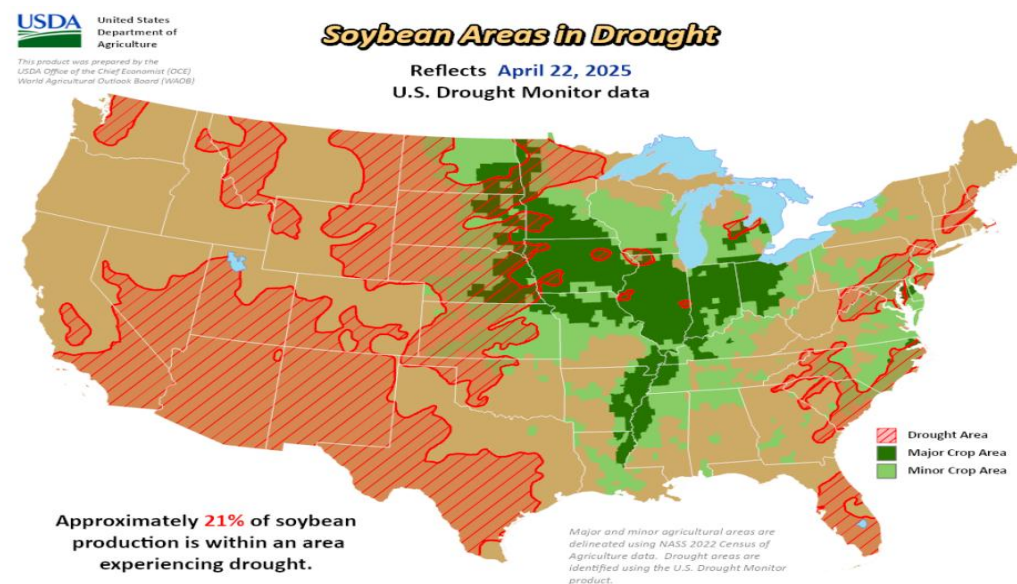 USDA
United States
Department of
Agriculture
This product was prepared by the
USDA Office of the Chief Economist (OCE)
World Agricultural Outlook Board (WAOB)
Soybean Areas in Drought
Reflects April 22, 2025
U.S. Drought Monitor data
Drought Area
Major Crop Area
Minor Crop Area
Approximately 21% of soybean
production is within an area
experiencing drought.
Major and minor agricultural areas are
delineated using NASS 2022 Census of
Agriculture data. Drought areas are
identified using the U.S. Drought Monitor
product.